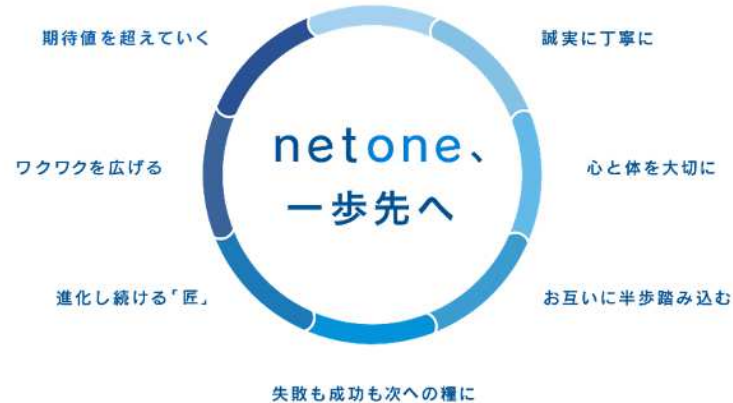 netone、
一歩先へ
誠実に丁寧に
心と体を大切に
お互いに半歩踏み込む
失敗も成功も次への糧に
進化し続ける「匠」
ワクワクを広げる
期待値を超えていく